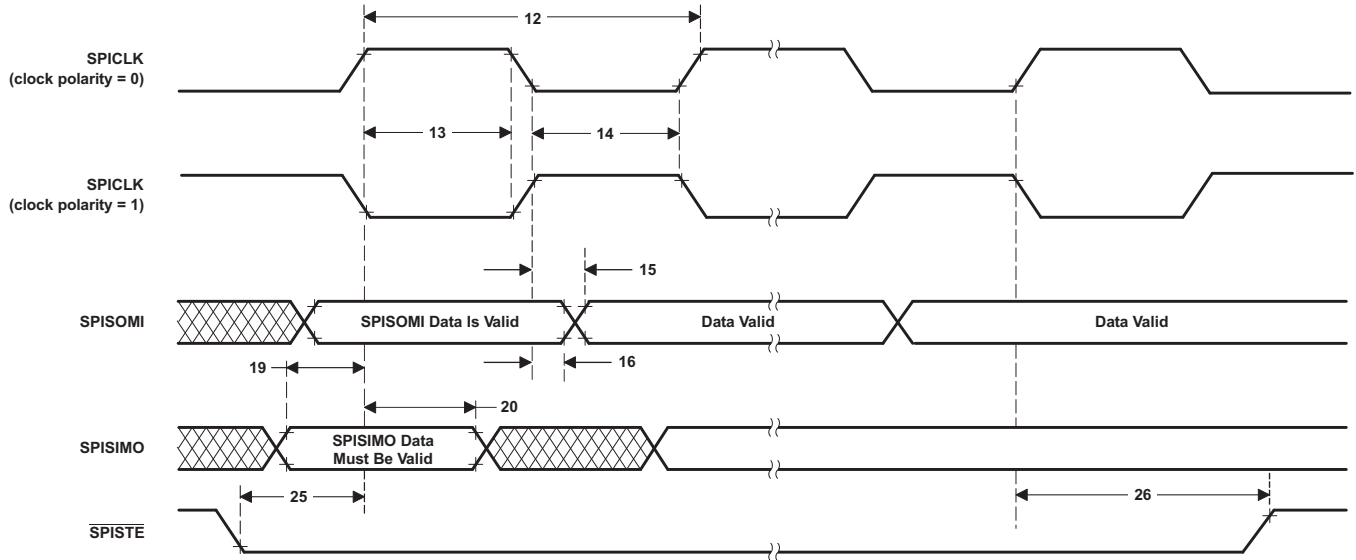 12
SPICLK
(clock polarity = 0)
13
14
SPICLK
(clock polarity = 1)
15
SPISOMI
SPISOMI Data Is Valid
Data Valid
Data Valid
16
19
20
SPISIMO
SPISIMO Data
Must Be Valid
25
26
SPISTE